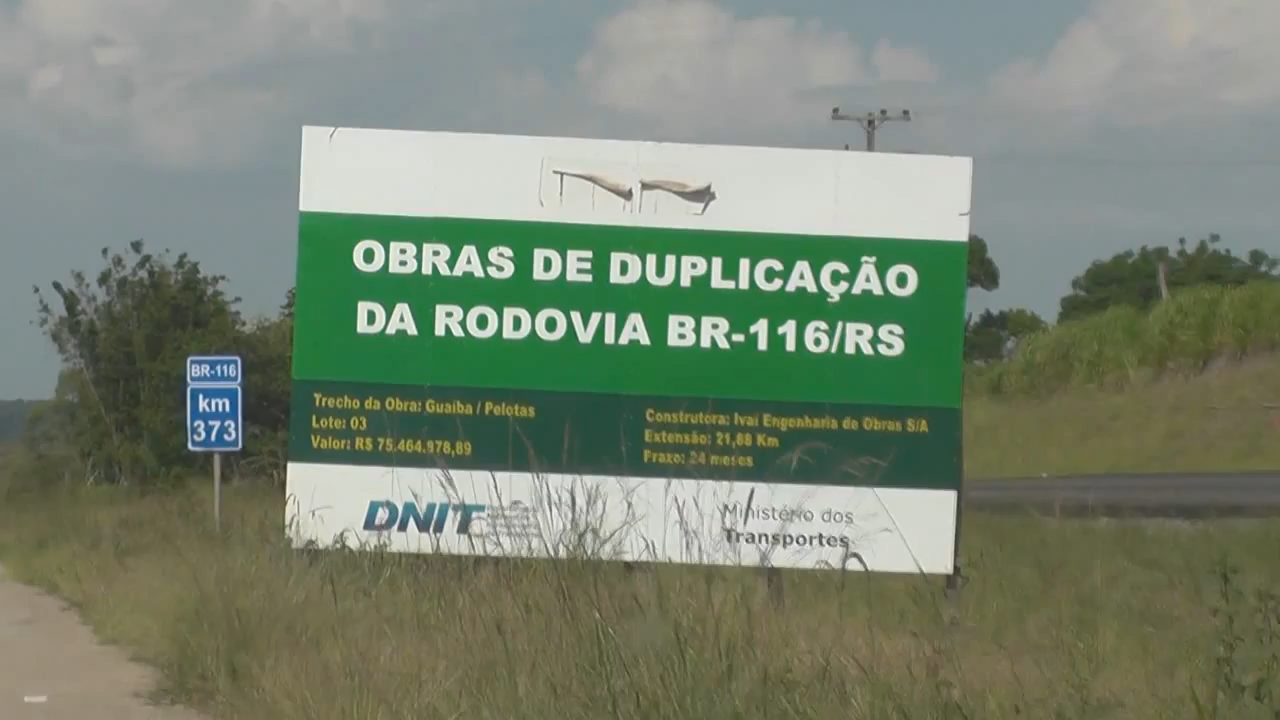 OBRAS DE DUPLICAÇÃO
DA RODOVIA BR-116/RS
BR-116
km
373
Trecho da Obra: Guaíba / Pelotas
Lote: 03
Valor: R$ 75.464.978,89
Construtora: Ivaí Engenharia de Obras S/A
Extensão: 21,88 Km
Prazo: 24 meses
DNIT
Ministério dos
Transportes